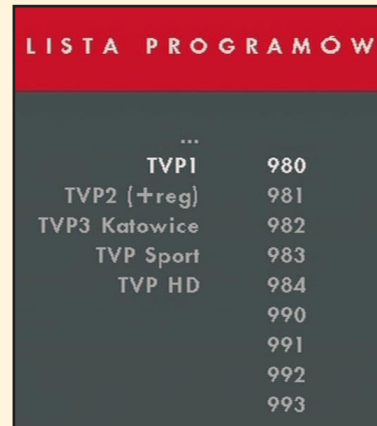 LISTA PROGRAMÓW
...
TVP1 980
TVP2 (+reg) 981
TVP3 Katowice 982
TVP Sport 983
TVP HD 984
990
991
992
993